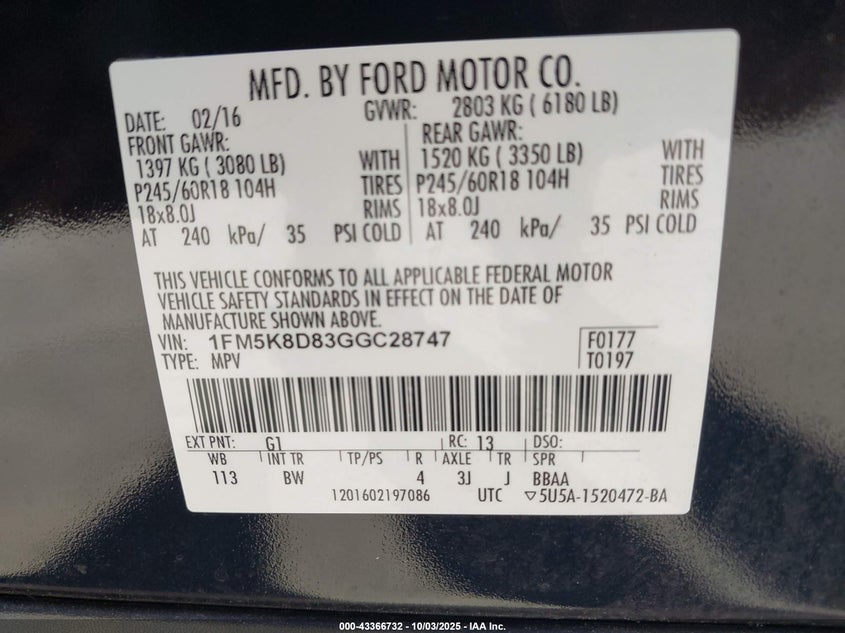 MFD. BY FORD MOTOR CO.
DATE: 02/16 GVWR: 2803 KG ( 6180 LB)
FRONT GAWR: REAR GAWR:
1397 KG ( 3080 LB) WITH 1520 KG ( 3350 LB) WITH
P245/60R18 104H TIRES P245/60R18 104H TIRES
18x8.0J RIMS 18x8.0J RIMS
AT 240 kPa/ 35 PSI COLD AT 240 kPa/ 35 PSI COLD
THIS VEHICLE CONFORMS TO ALL APPLICABLE FEDERAL MOTOR
VEHICLE SAFETY STANDARDS IN EFFECT ON THE DATE OF
MANUFACTURE SHOWN ABOVE.
VIN: 1FM5K8D83GGC28747 F0177
TYPE: MPV T0197
EXT PNT: G1 RC: 13 DSO:
WB INT TR TP/PS R AXLE TR SPR
113 BW 4 3J J BBAA
1201602197086 UTC ▽5U5A-1520472-BA
000-43366732 - 10/03/2025 - IAA Inc.